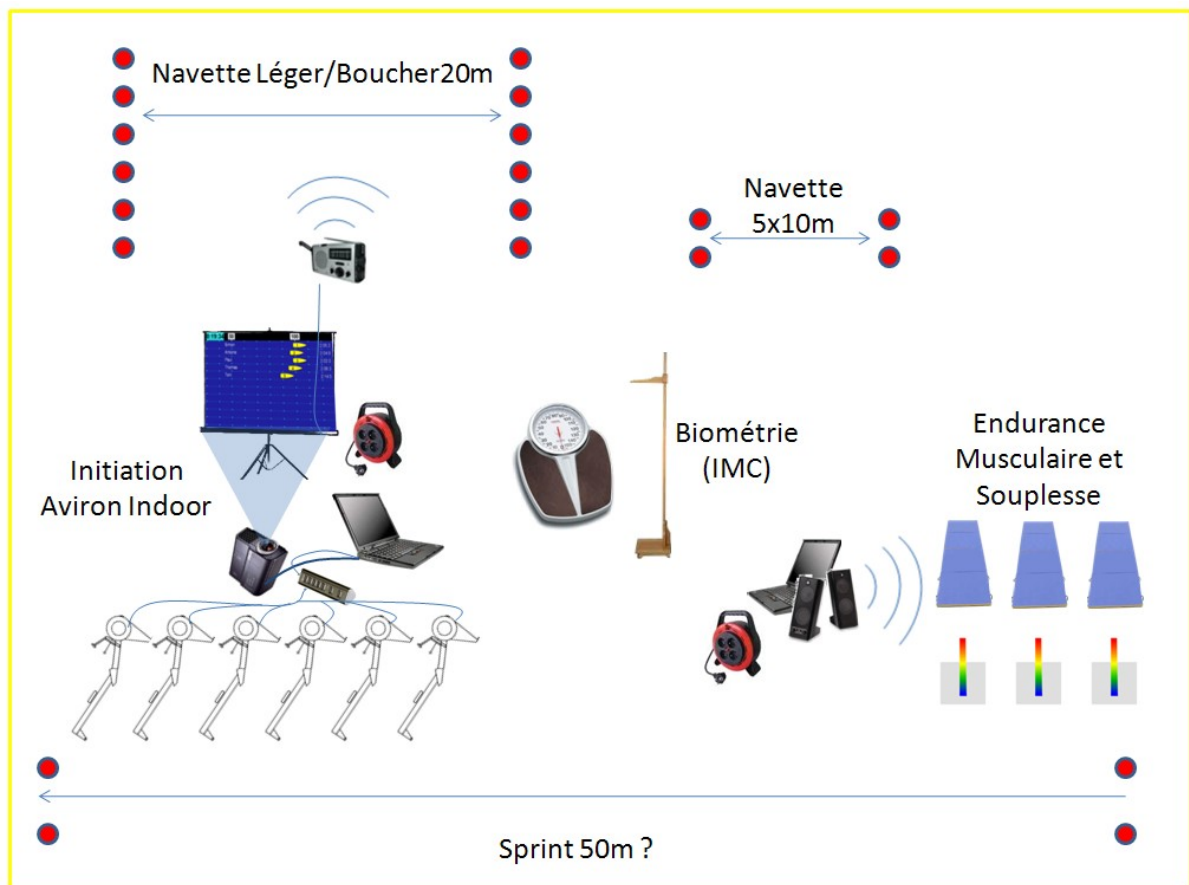 Navette Léger/Boucher20m
Navette
5x10m
Initiation
Aviron Indoor
Biométrie
(IMC)
Endurance
Musculaire et
Souplesse
Sprint 50m ?